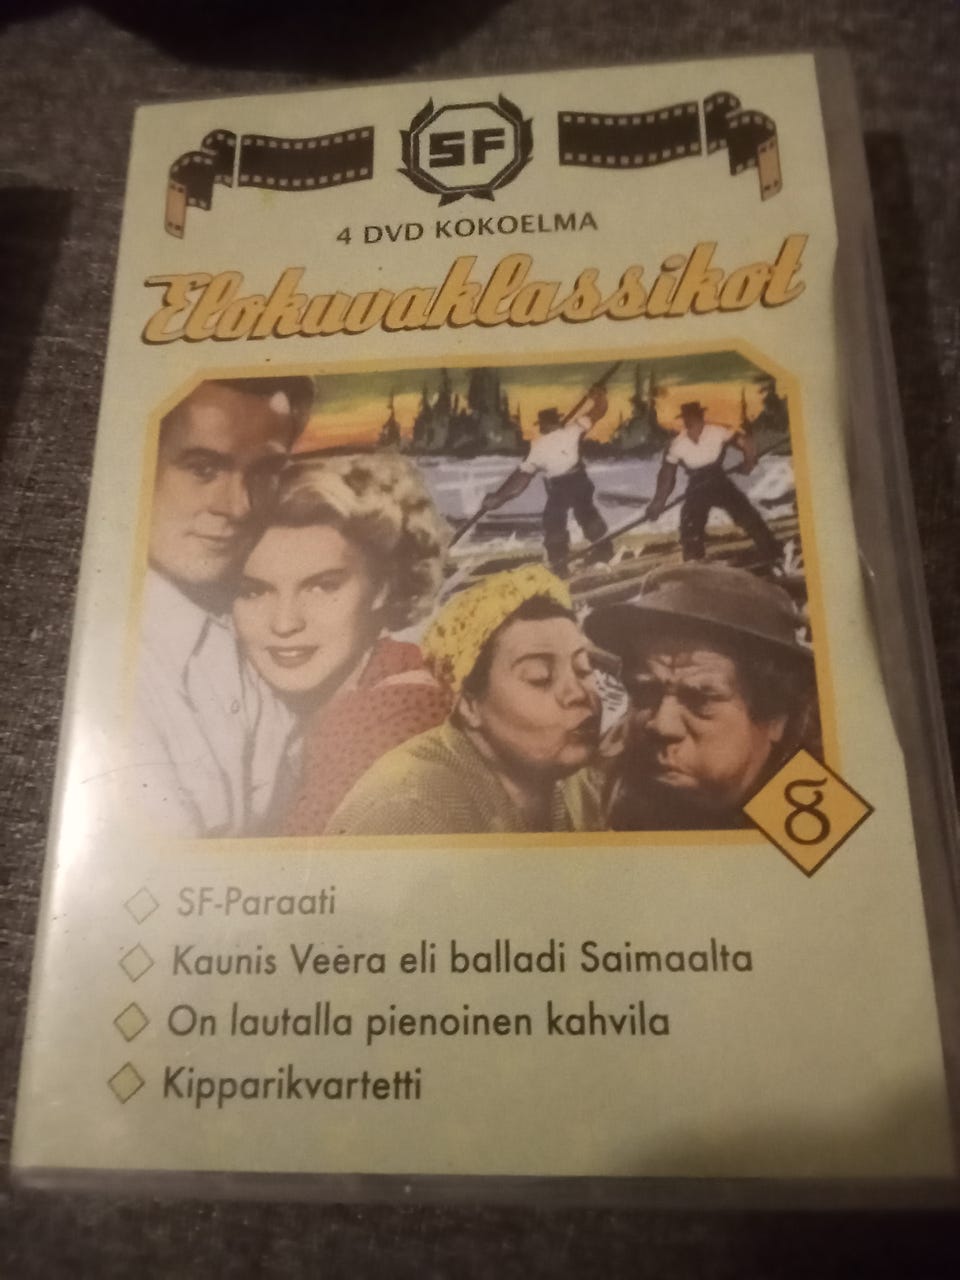 SF
4 DVD KOKOELMA
Elokuvaklassikot
8
SF-Paraati
Kaunis Veera eli balladi Saimaalta
On lautalla pienoinen kahvila
Kipparikvartetti